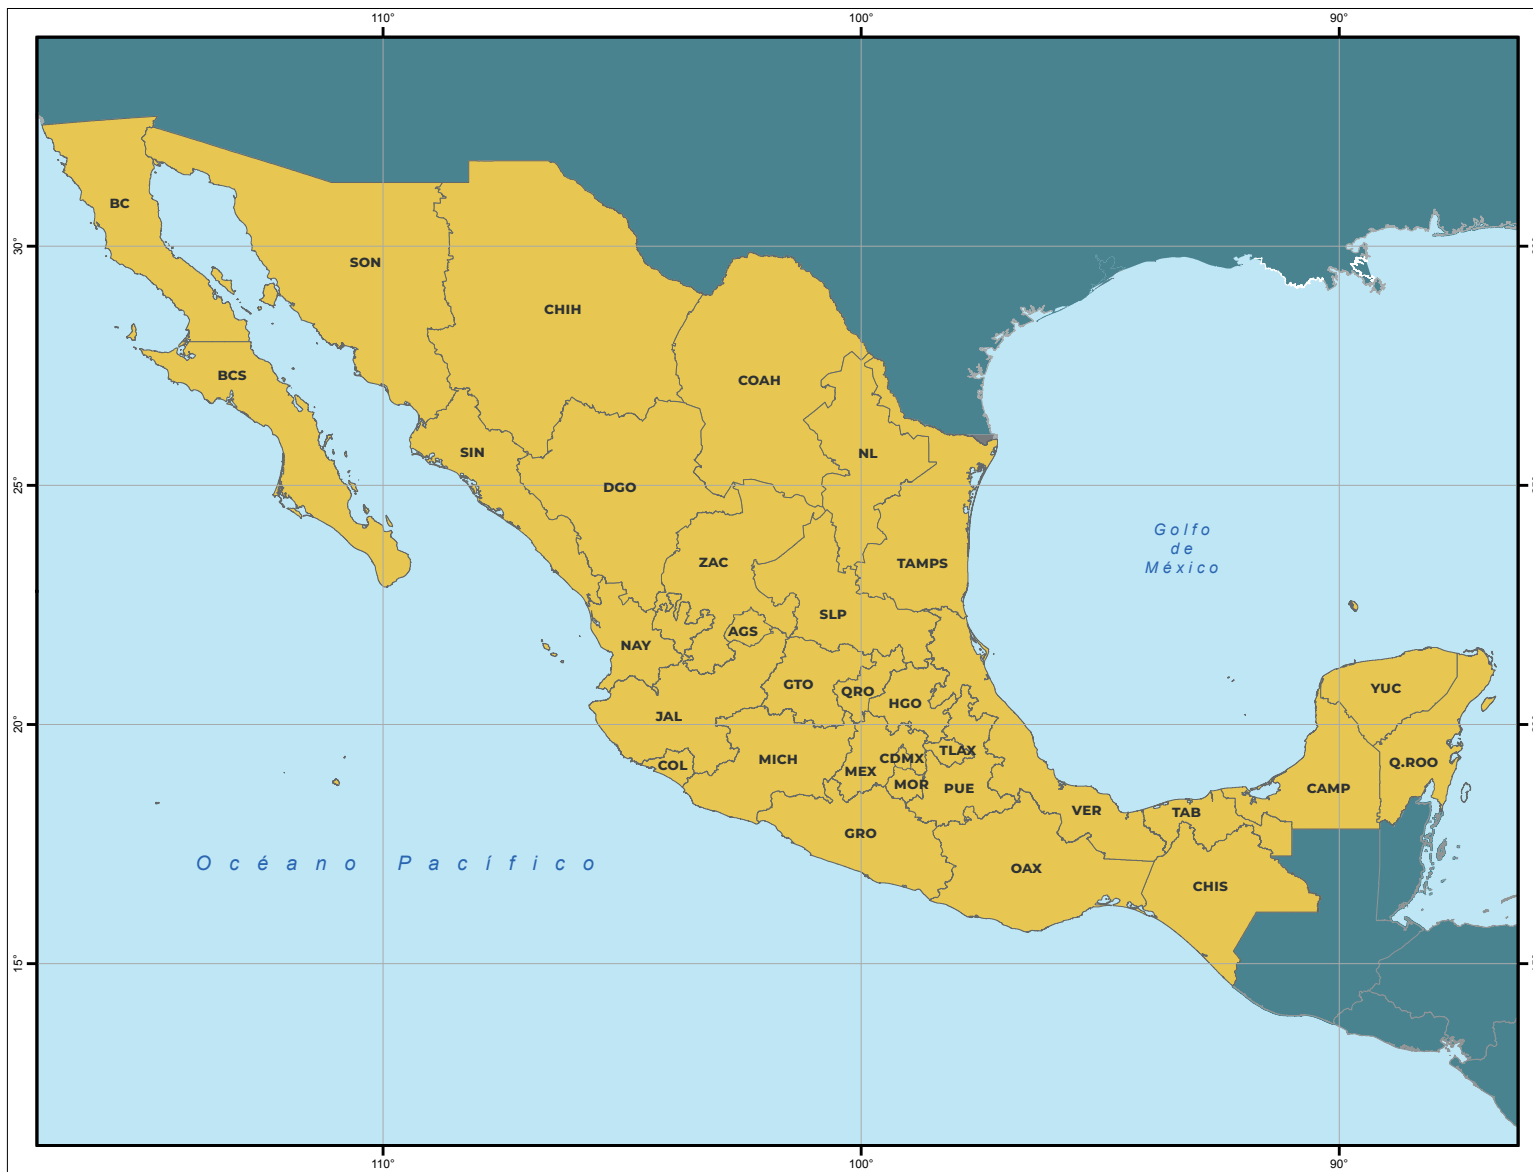 110°
100°
90°
BC
SON
30°
CHIH
BCS
COAH
SIN
NL
DGO
25°
Golfo
de
México
ZAC
TAMPS
SLP
AGS
NAY
GTO
QRO
YUC
HGO
JAL
20°
TLAX
MICH
CDMX
COL
MEX
Q.ROO
MOR
PUE
CAMP
VER
TAB
GRO
Océano Pacífico
OAX
CHIS
15°
110°
100°
90°